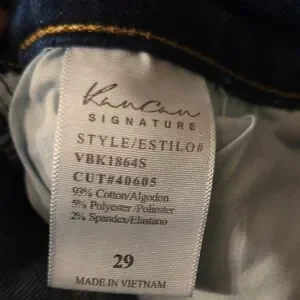 KanCan
SIGNATURE
STYLE/ESTILO#
VBK1864S
CUT#40605
93% Cotton/Algodon
5% Polyester/Poliester
2% Spandex/Elastano
29
MADE IN VIETNAM